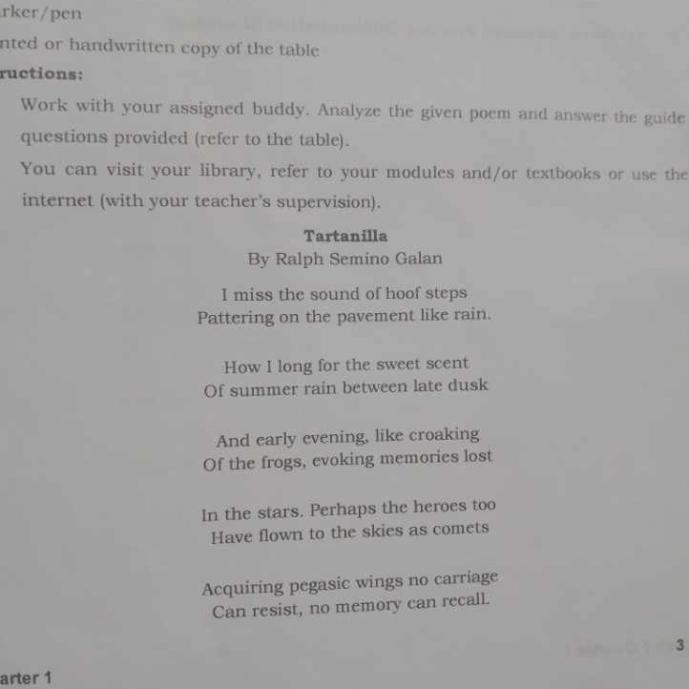 rker/pen
nted or handwritten copy of the table
ructions:
Work with your assigned buddy. Analyze the given poem and answer the guide
questions provided (refer to the table).
You can visit your library, refer to your modules and/or textbooks or use the
internet (with your teacher's supervision).
Tartanilla
By Ralph Semino Galan
I miss the sound of hoof steps
Pattering on the pavement like rain.
How I long for the sweet scent
Of summer rain between late dusk
And early evening, like croaking
Of the frogs, evoking memories lost
In the stars. Perhaps the heroes too
Have flown to the skies as comets
Acquiring pegasic wings no carriage
Can resist, no memory can recall.
3
arter 1